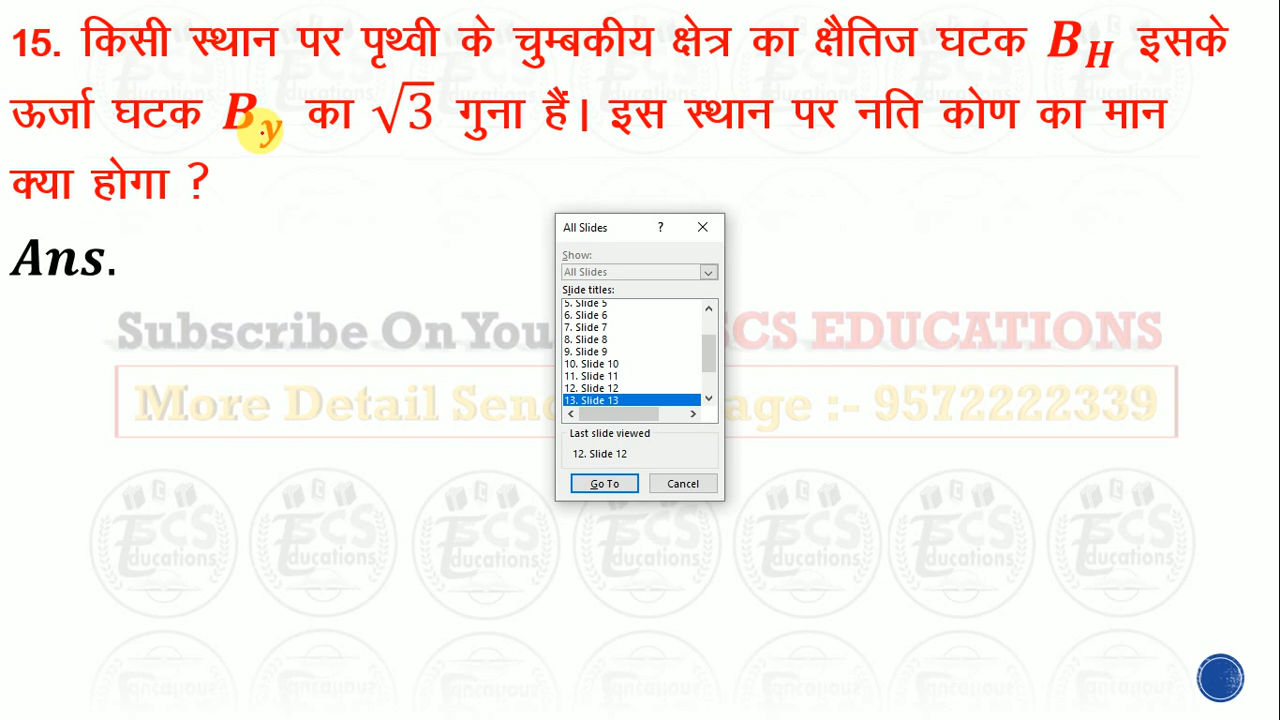 15. किसी स्थान पर पृथ्वी के चुम्बकीय क्षेत्र का क्षैतिज घटक B_H इसके
ऊर्जा घटक B_y का √3 गुना हैं। इस स्थान पर नति कोण का मान
क्या होगा ?
Ans.
All Slides
Show:
All Slides
Slide titles:
5. Slide 5
6. Slide 6
7. Slide 7
8. Slide 8
9. Slide 9
10. Slide 10
11. Slide 11
12. Slide 12
13. Slide 13
Last slide viewed
12. Slide 12
Go To
Cancel
Subscribe On You SCS EDUCATIONS
More Detail Send age :- 9572222339